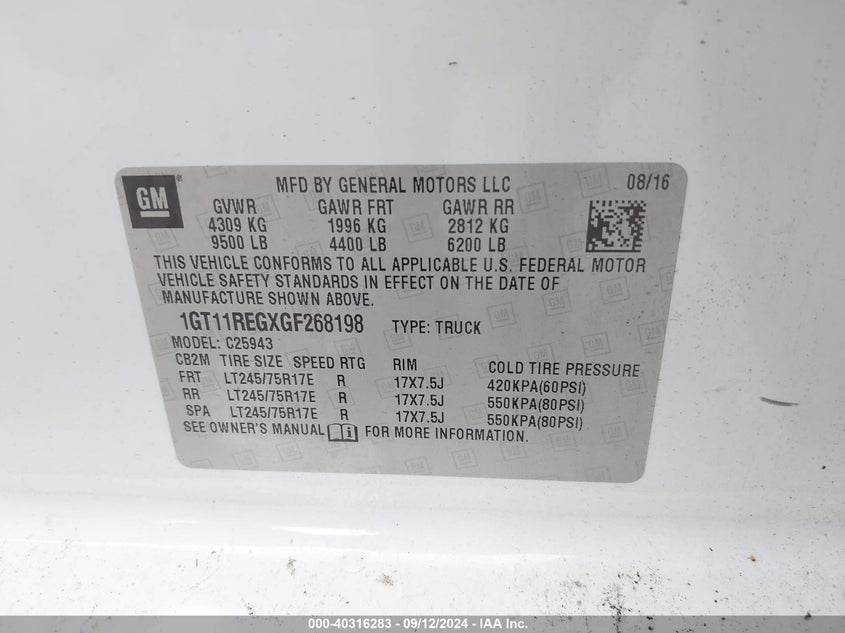 GM ® MFD BY GENERAL MOTORS LLC 08/16
GVWR GAWR FRT GAWR RR
4309 KG 1996 KG 2812 KG
9500 LB 4400 LB 6200 LB
THIS VEHICLE CONFORMS TO ALL APPLICABLE U.S. FEDERAL MOTOR
VEHICLE SAFETY STANDARDS IN EFFECT ON THE DATE OF
MANUFACTURE SHOWN ABOVE.
1GT11REGXGF268198 TYPE: TRUCK
MODEL: C25943
CB2M TIRE SIZE SPEED RTG RIM COLD TIRE PRESSURE
FRT LT245/75R17E R 17X7.5J 420KPA(60PSI)
RR LT245/75R17E R 17X7.5J 550KPA(80PSI)
SPA LT245/75R17E R 17X7.5J 550KPA(80PSI)
SEE OWNER'S MANUAL i FOR MORE INFORMATION.
000-40316283 - 09/12/2024 - IAA Inc.